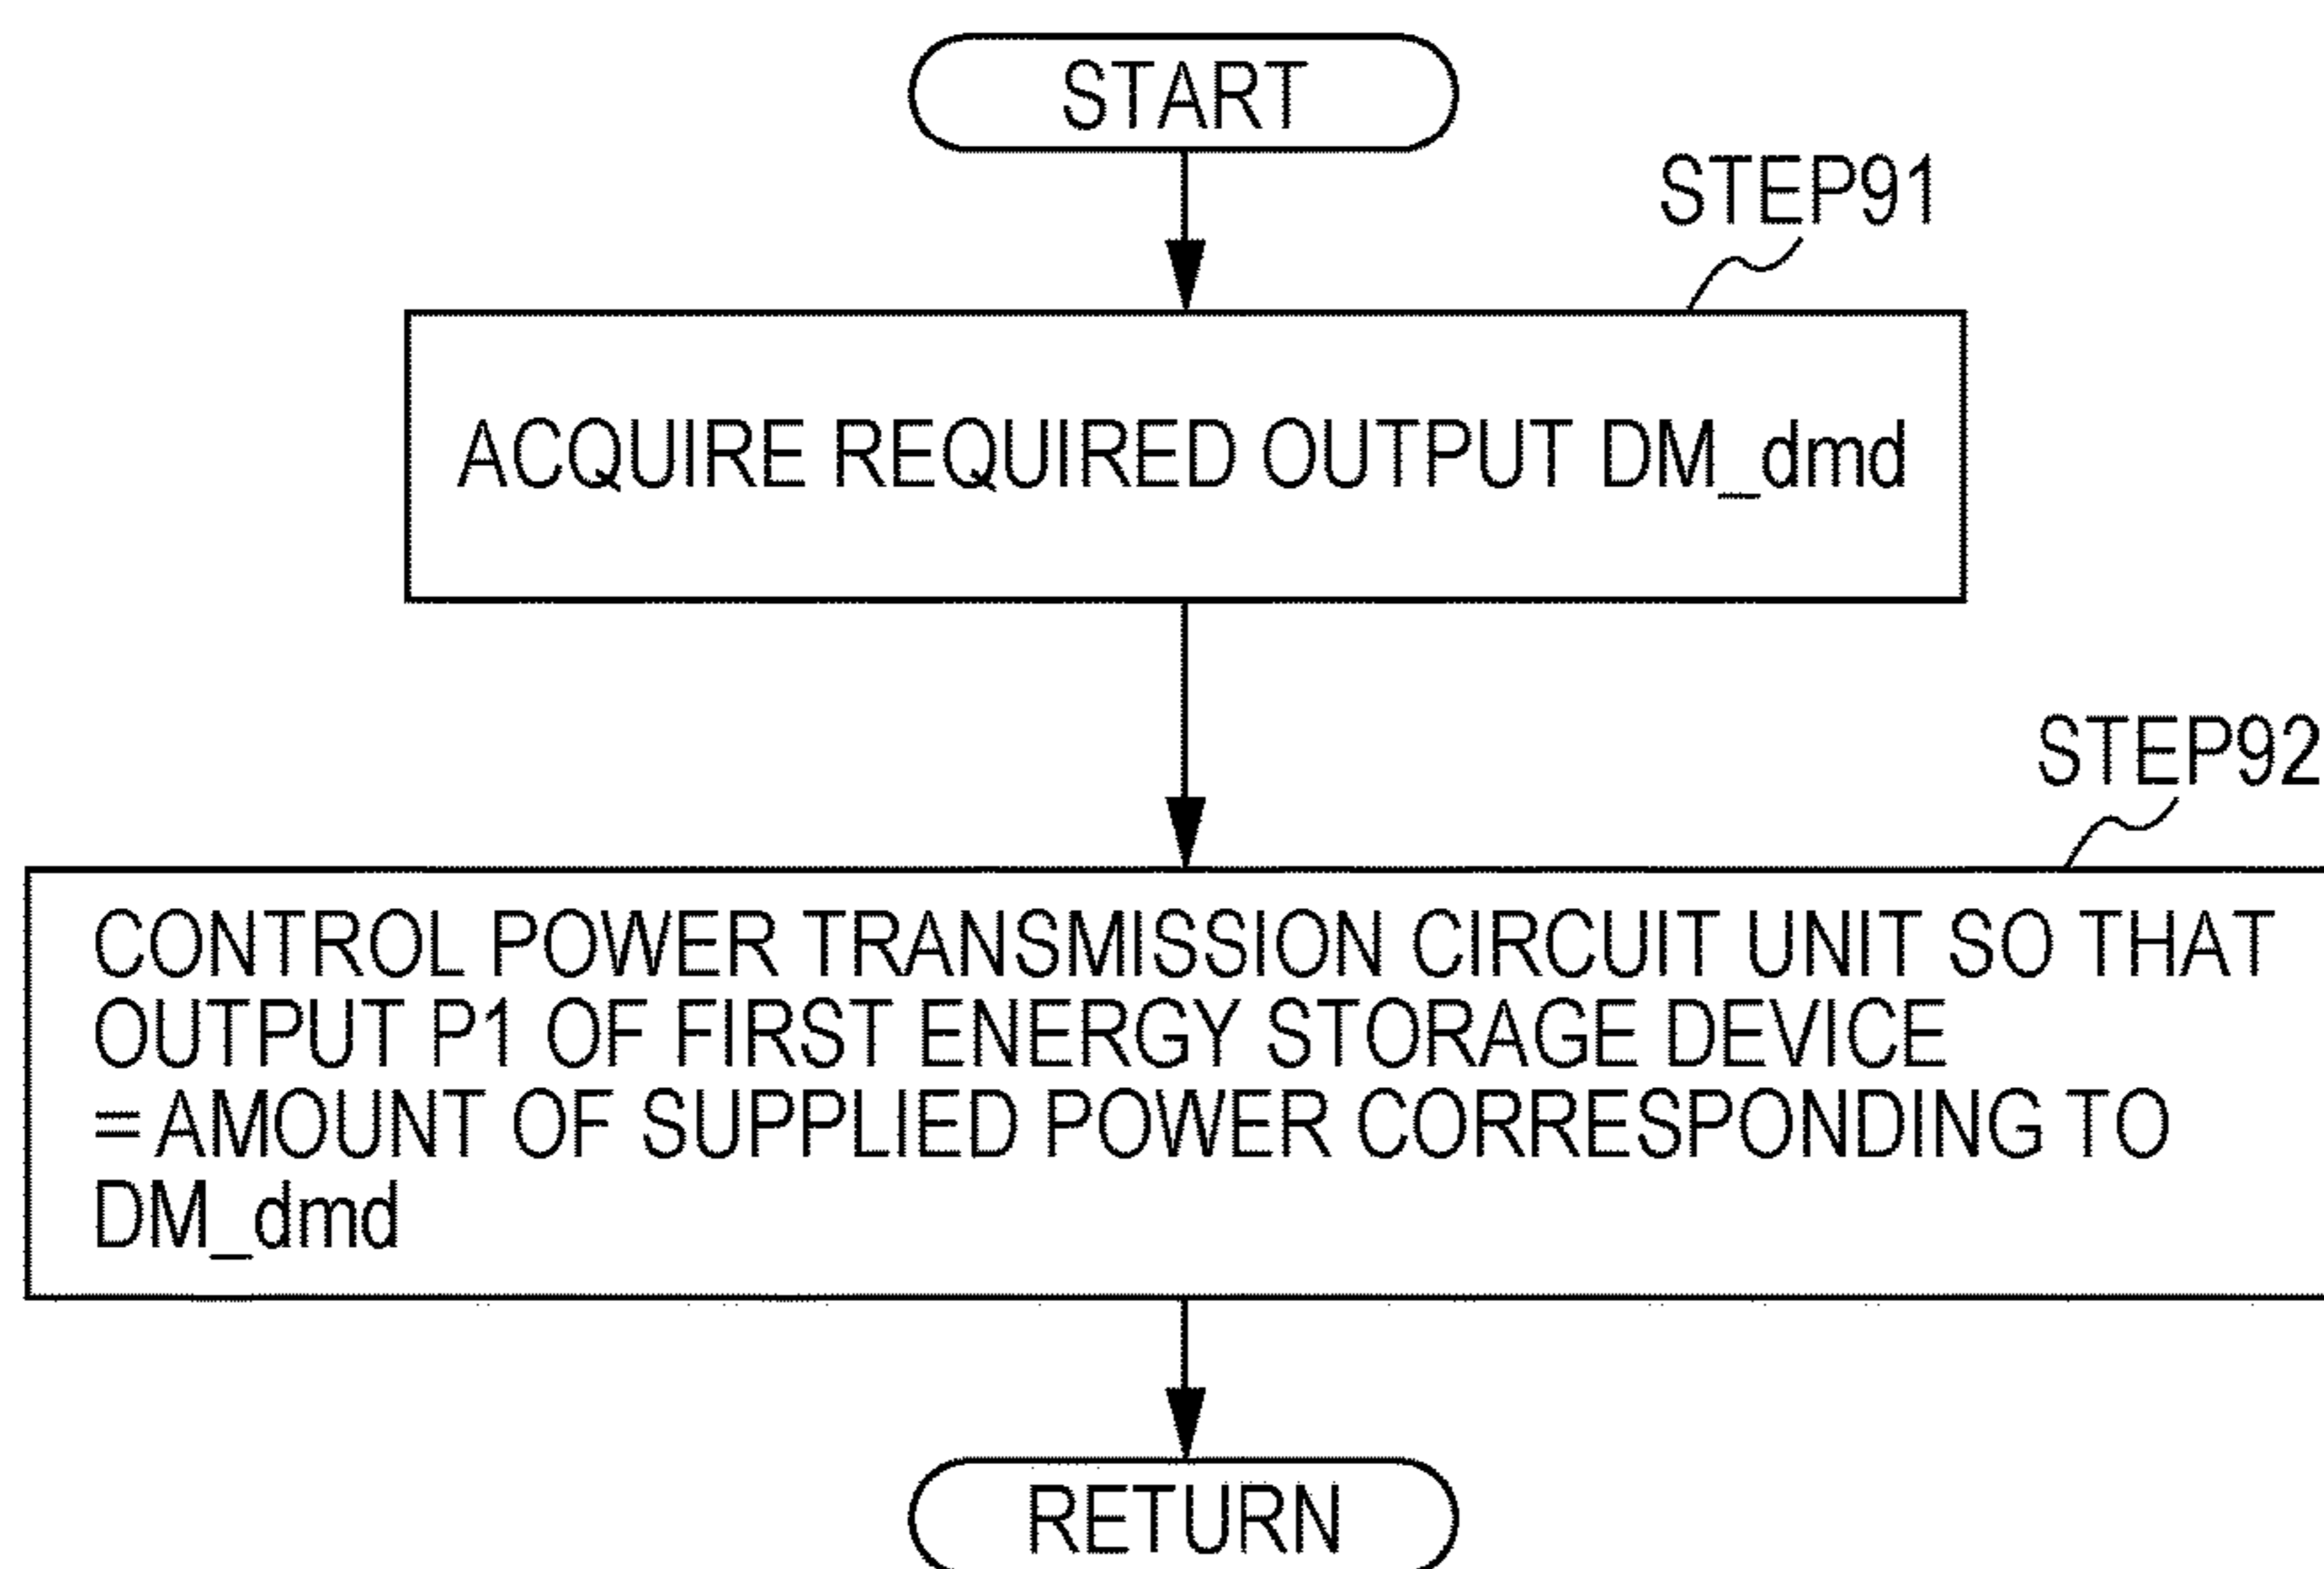 START
STEP91
ACQUIRE REQUIRED OUTPUT DM_dmd
STEP92
CONTROL POWER TRANSMISSION CIRCUIT UNIT SO THAT
OUTPUT P1 OF FIRST ENERGY STORAGE DEVICE
= AMOUNT OF SUPPLIED POWER CORRESPONDING TO
DM_dmd
RETURN